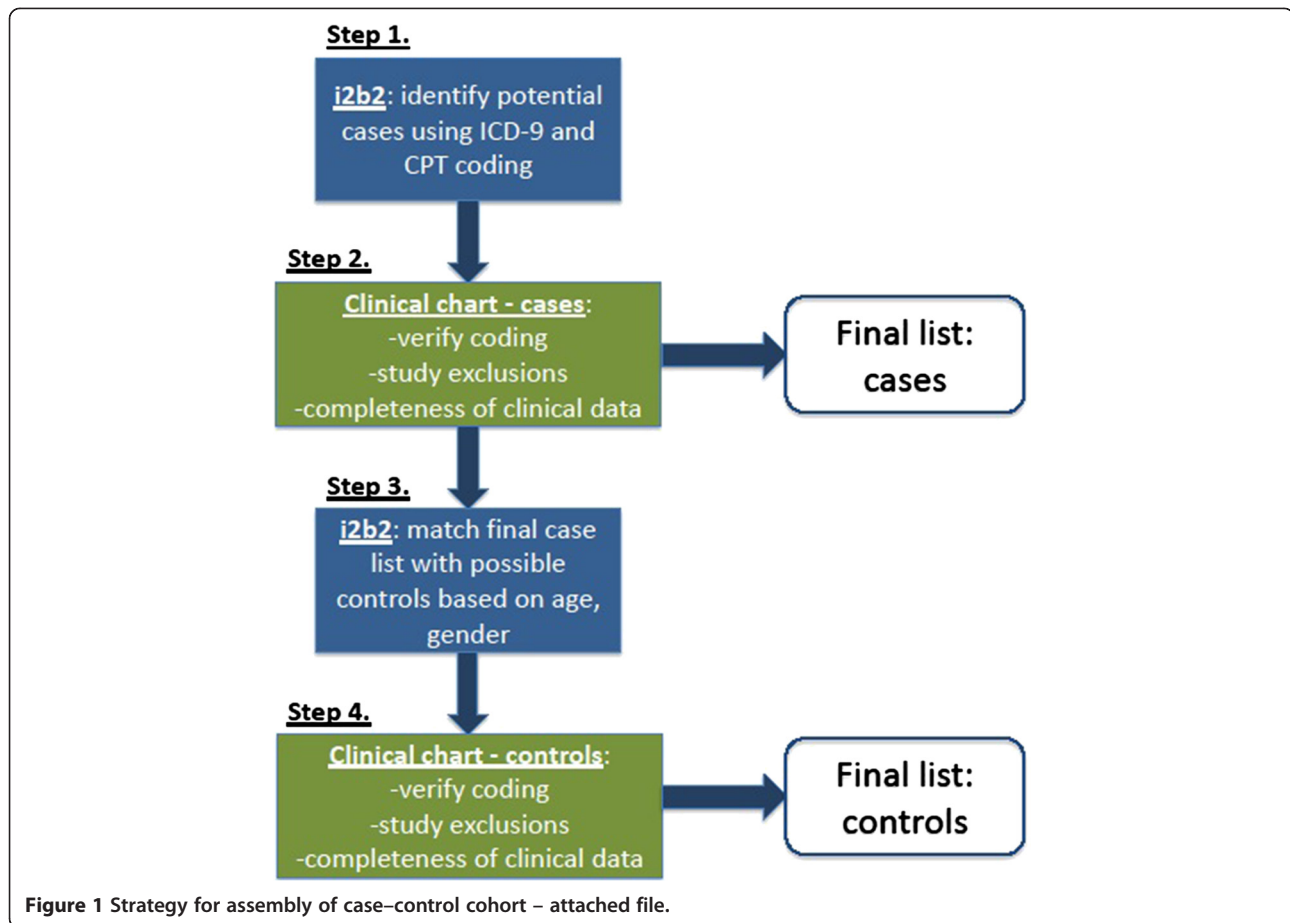 Step 1.
i2b2: identify potential
cases using ICD-9 and
CPT coding
Step 2.
Clinical chart - cases:
-verify coding
-study exclusions
-completeness of clinical data
Final list:
cases
Step 3.
i2b2: match final case
list with possible
controls based on age,
gender
Step 4.
Clinical chart - controls:
-verify coding
-study exclusions
-completeness of clinical data
Final list:
controls
Figure 1 Strategy for assembly of case–control cohort – attached file.